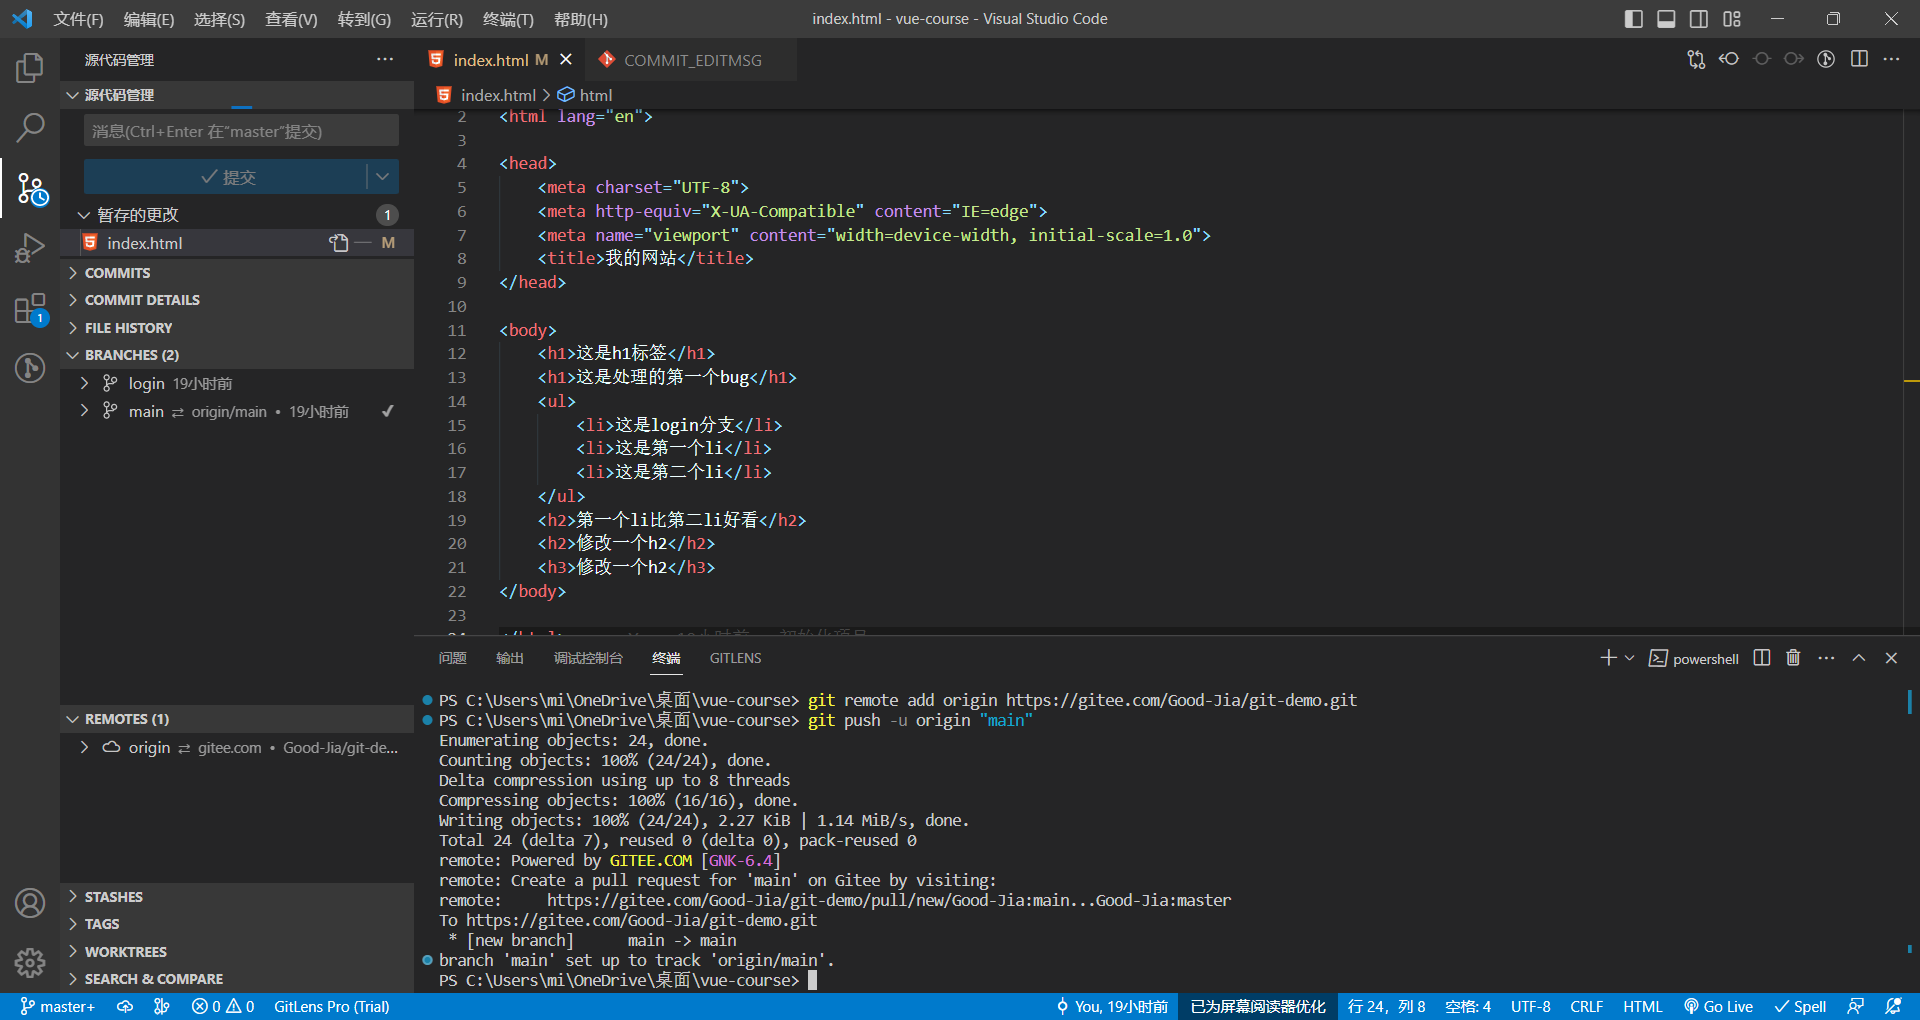 文件(F) 编辑(E) 选择(S) 查看(V) 转到(G) 运行(R) 终端(T) 帮助(H) index.html - vue-course - Visual Studio Code
源代码管理
源代码管理
消息(Ctrl+Enter 在"master"提交)
提交
暂存的更改 1
index.html M
COMMITS
COMMIT DETAILS
FILE HISTORY
BRANCHES (2)
login 19小时前
main ⇄ origin/main • 19小时前 ✓
1
REMOTES (1)
origin ⇄ gitee.com • Good-Jia/git-de...
STASHES
TAGS
WORKTREES
SEARCH & COMPARE
index.html M COMMIT_EDITMSG
index.html > html
2 <html lang="en">
3
4 <head>
5 <meta charset="UTF-8">
6 <meta http-equiv="X-UA-Compatible" content="IE=edge">
7 <meta name="viewport" content="width=device-width, initial-scale=1.0">
8 <title>我的网站</title>
9 </head>
10
11 <body>
12 <h1>这是h1标签</h1>
13 <h1>这是处理的第一个bug</h1>
14 <ul>
15 <li>这是login分支</li>
16 <li>这是第一个li</li>
17 <li>这是第二个li</li>
18 </ul>
19 <h2>第一个li比第二li好看</h2>
20 <h2>修改一个h2</h2>
21 <h3>修改一个h2</h3>
22 </body>
23
问题 输出 调试控制台 终端 GITLENS powershell
PS C:\Users\mi\OneDrive\桌面\vue-course> git remote add origin https://gitee.com/Good-Jia/git-demo.git
PS C:\Users\mi\OneDrive\桌面\vue-course> git push -u origin "main"
Enumerating objects: 24, done.
Counting objects: 100% (24/24), done.
Delta compression using up to 8 threads
Compressing objects: 100% (16/16), done.
Writing objects: 100% (24/24), 2.27 KiB | 1.14 MiB/s, done.
Total 24 (delta 7), reused 0 (delta 0), pack-reused 0
remote: Powered by GITEE.COM [GNK-6.4]
remote: Create a pull request for 'main' on Gitee by visiting:
remote: https://gitee.com/Good-Jia/git-demo/pull/new/Good-Jia:main...Good-Jia:master
To https://gitee.com/Good-Jia/git-demo.git
* [new branch] main -> main
branch 'main' set up to track 'origin/main'.
PS C:\Users\mi\OneDrive\桌面\vue-course>
master+ 0 0 GitLens Pro (Trial) You, 19小时前 已为屏幕阅读器优化 行 24，列 8 空格: 4 UTF-8 CRLF HTML Go Live Spell